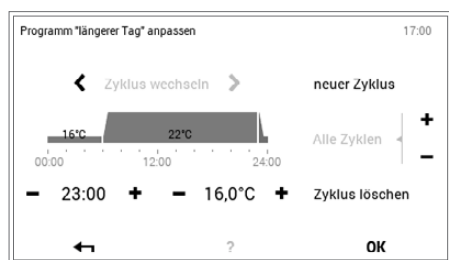 Programm "längerer Tag" anpassen 17:00
Zyklus wechseln neuer Zyklus
16°C 22°C
Alle Zyklen
00:00 12:00 24:00
23:00 16,0°C Zyklus löschen
? OK